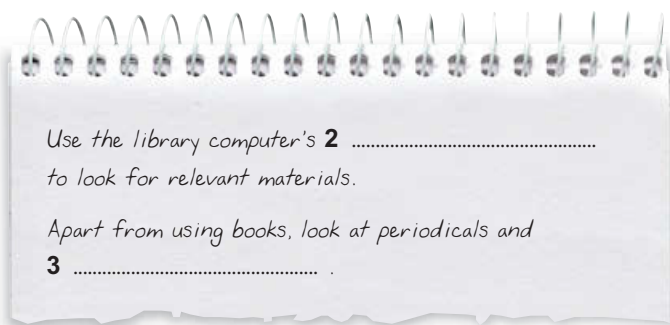 Use the library computer's 2 ................................................
to look for relevant materials.
Apart from using books, look at periodicals and
3 ................................................ .